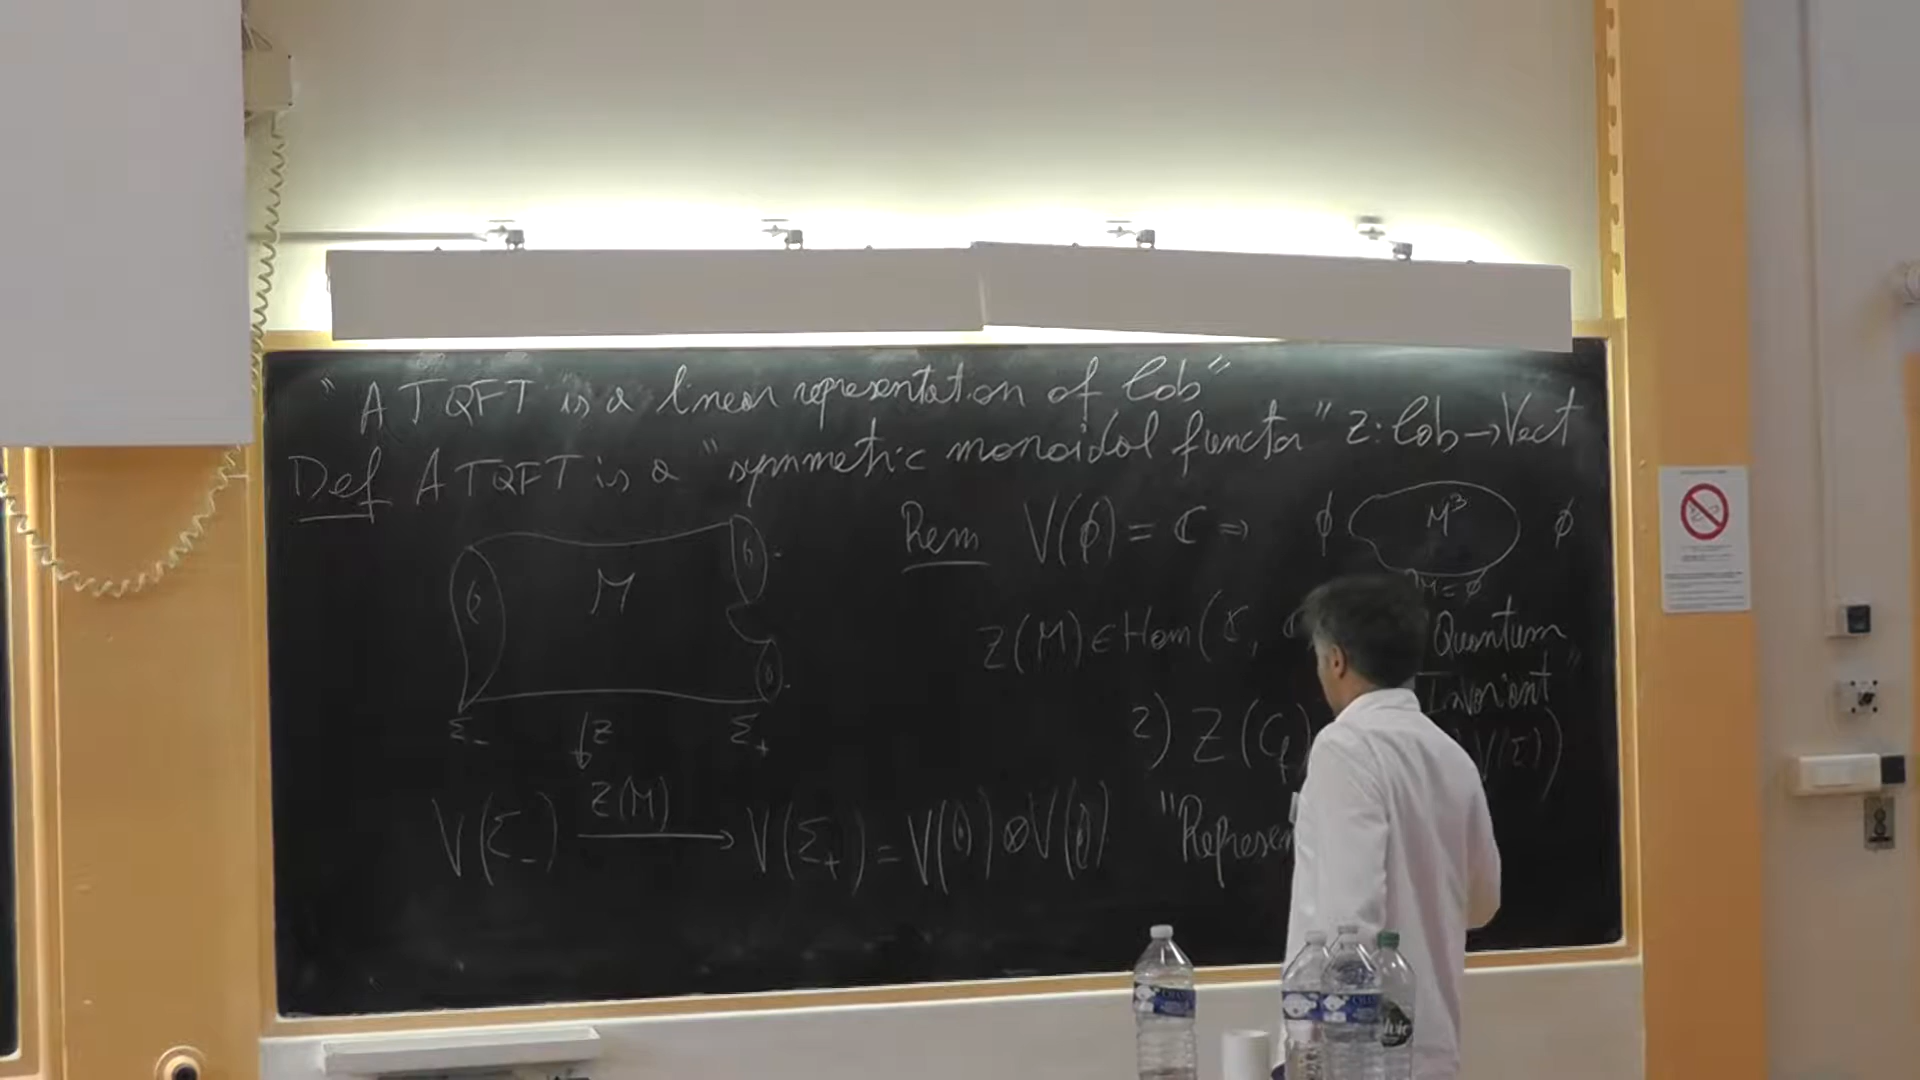 "A TQFT is a linear representation of Cob"
Def A TQFT is a "symmetric monoidal functor" Z: Cob → Vect
Rem V(∅) = ℂ ⇒ ∅ M³ ∅
M
∂M = ∅
Z(M) ∈ Hom(ℂ,
Quantum
Invariant"
Σ₋ ↓ Z Σ₊
2) Z(C_f) V(Σ))
V(Σ₋) Z(M) → V(Σ₊) = V( ) ⊗ V( )
"Represen